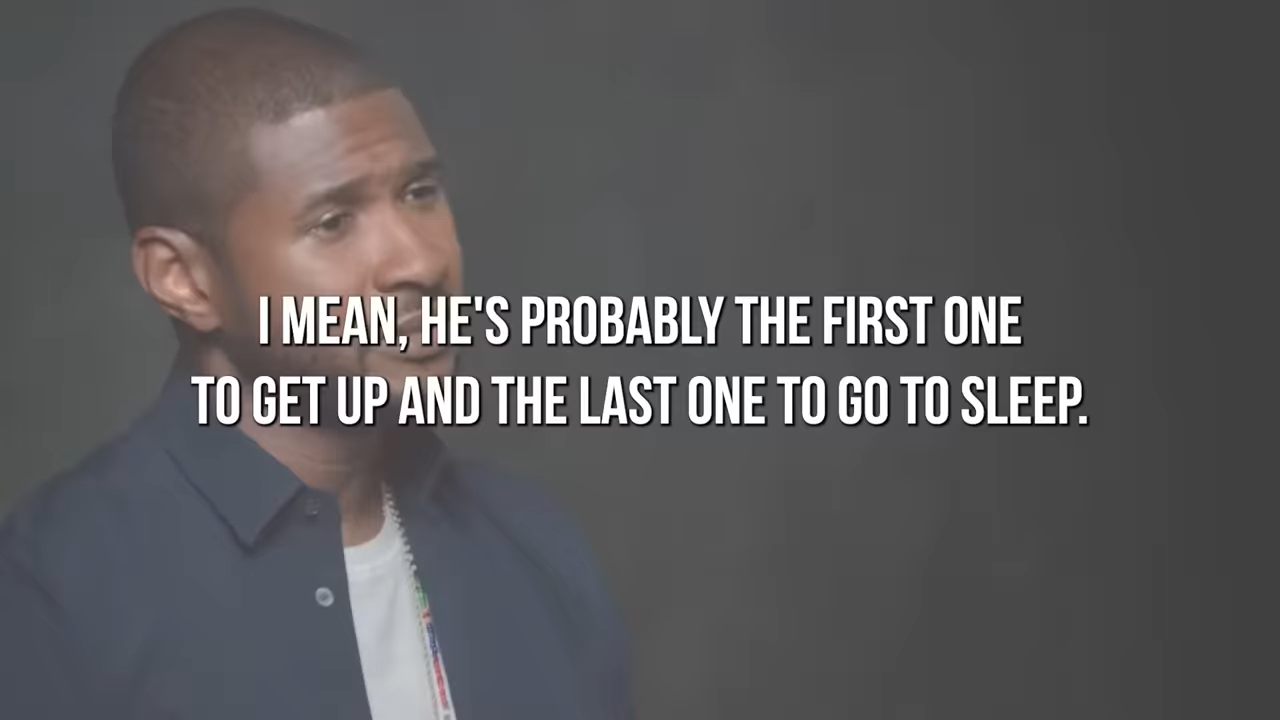 I MEAN, HE'S PROBABLY THE FIRST ONE
TO GET UP AND THE LAST ONE TO GO TO SLEEP.